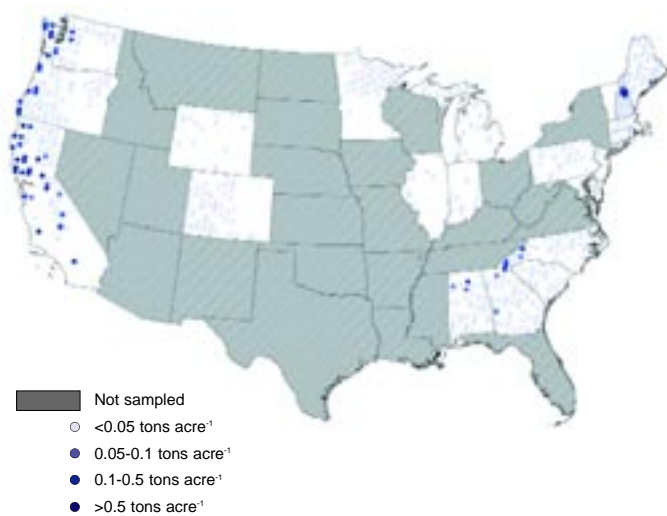 Not sampled
<0.05 tons acre⁻¹
0.05-0.1 tons acre⁻¹
0.1-0.5 tons acre⁻¹
>0.5 tons acre⁻¹